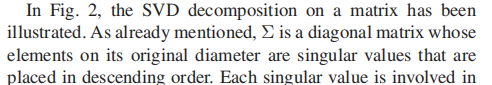 In Fig. 2, the SVD decomposition on a matrix has been
illustrated. As already mentioned, Σ is a diagonal matrix whose
elements on its original diameter are singular values that are
placed in descending order. Each singular value is involved in